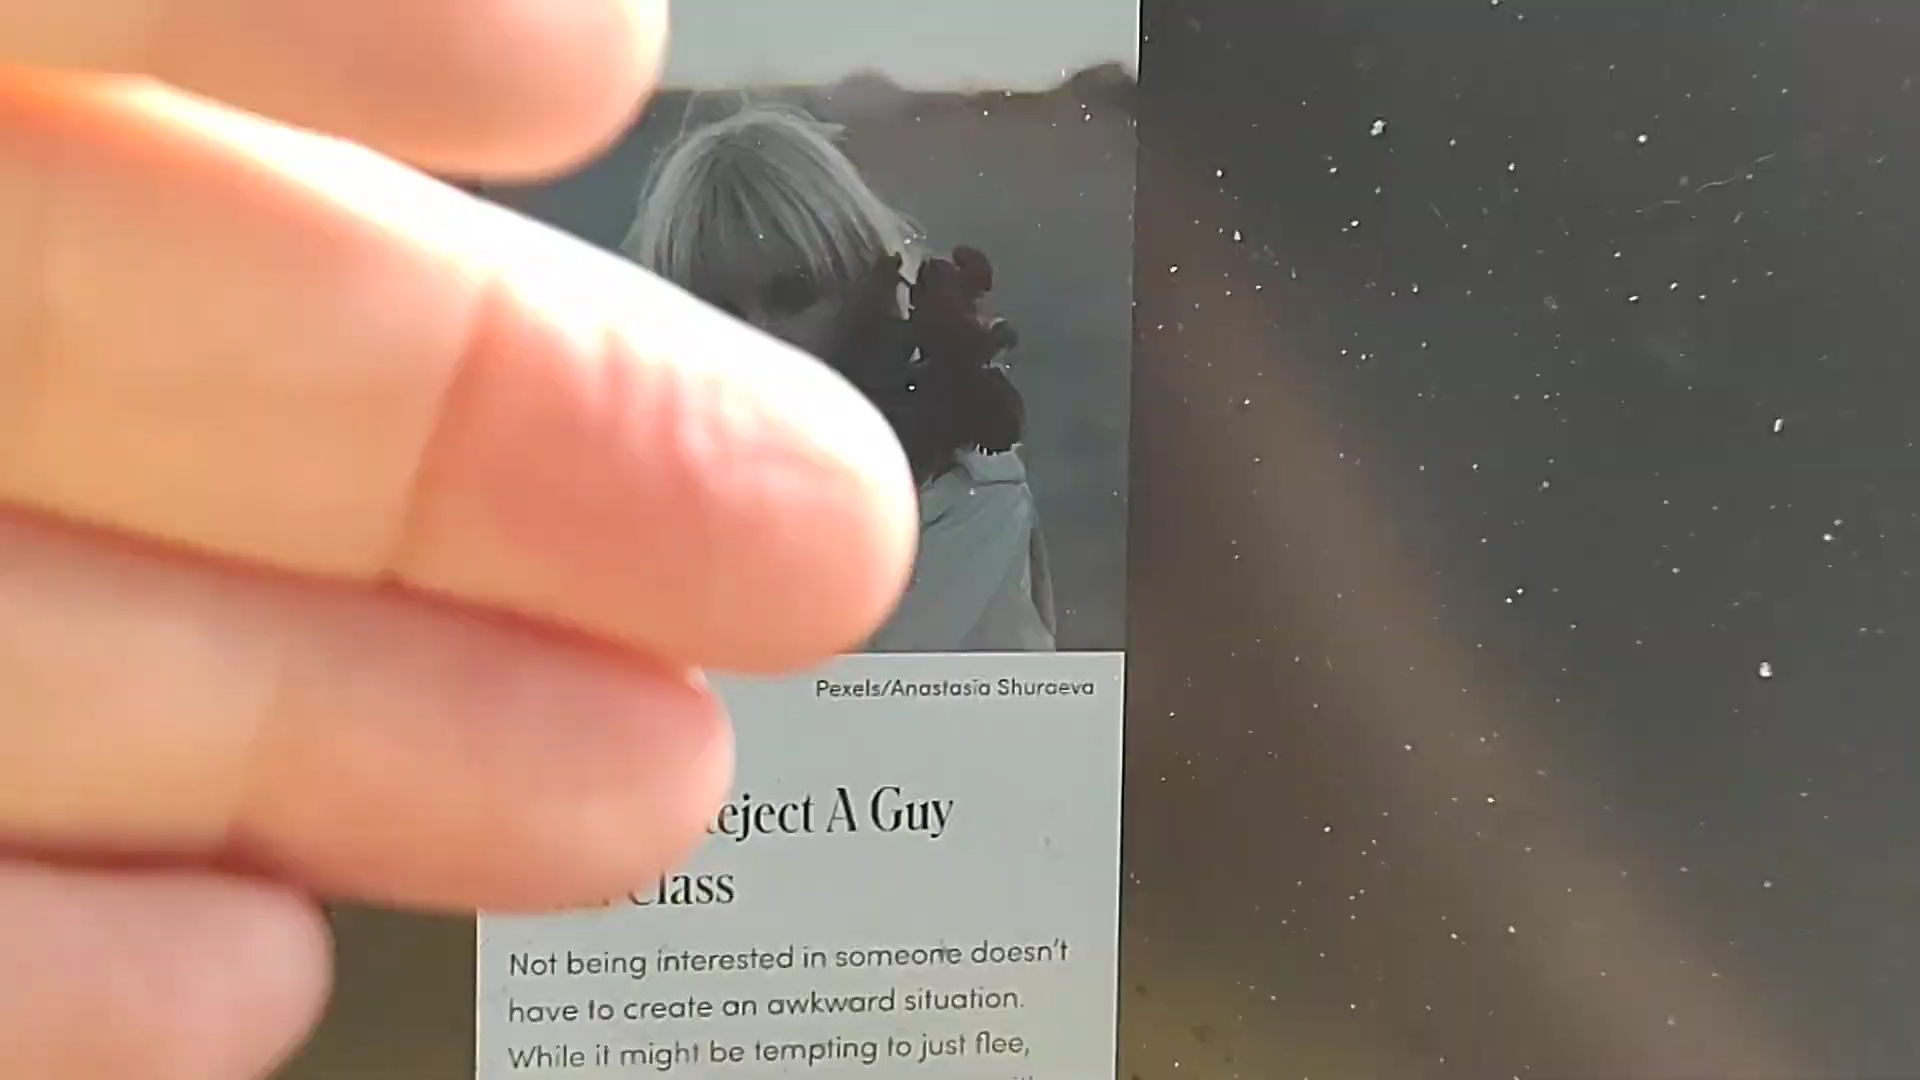 Pexels/Anastasia Shuraeva
eject A Guy
Class
Not being interested in someone doesn't
have to create an awkward situation.
While it might be tempting to just flee,